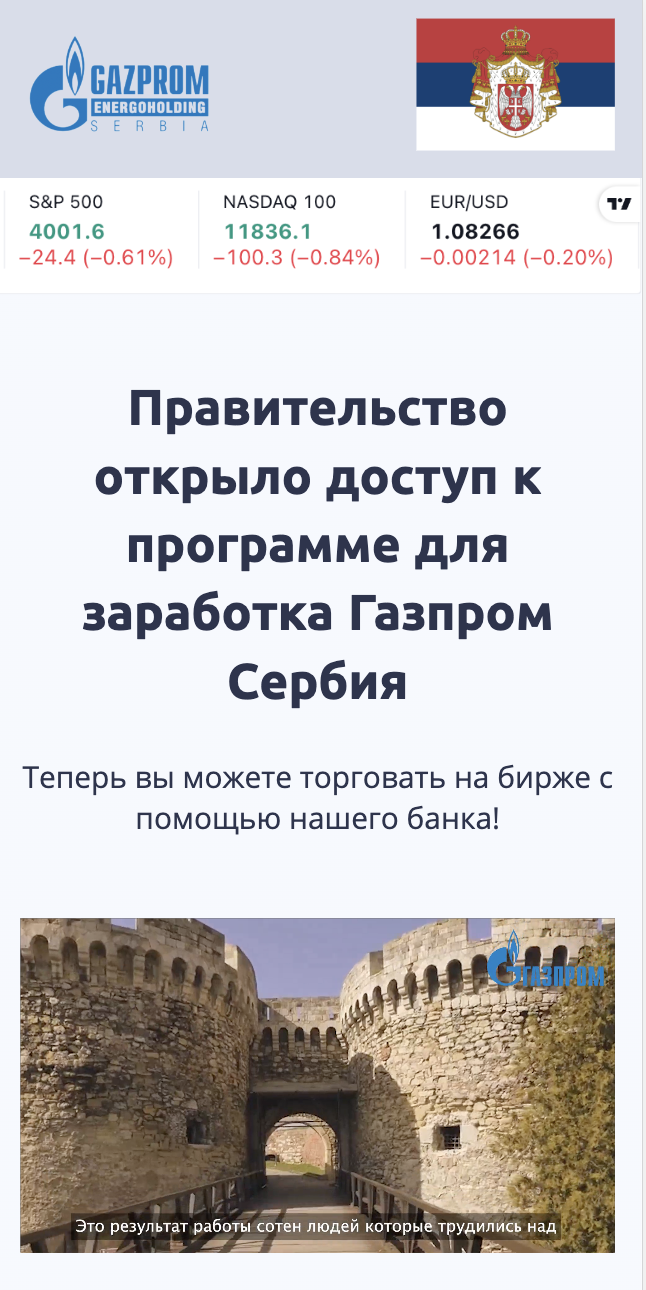 GAZPROM
ENERGOHOLDING
SERBIA
S&P 500
4001.6
−24.4 (−0.61%)
NASDAQ 100
11836.1
−100.3 (−0.84%)
EUR/USD
1.08266
−0.00214 (−0.20%)
Правительство
открыло доступ к
программе для
заработка Газпром
Сербия
Теперь вы можете торговать на бирже с
помощью нашего банка!
ГАЗПРОМ
Это результат работы сотен людей которые трудились над